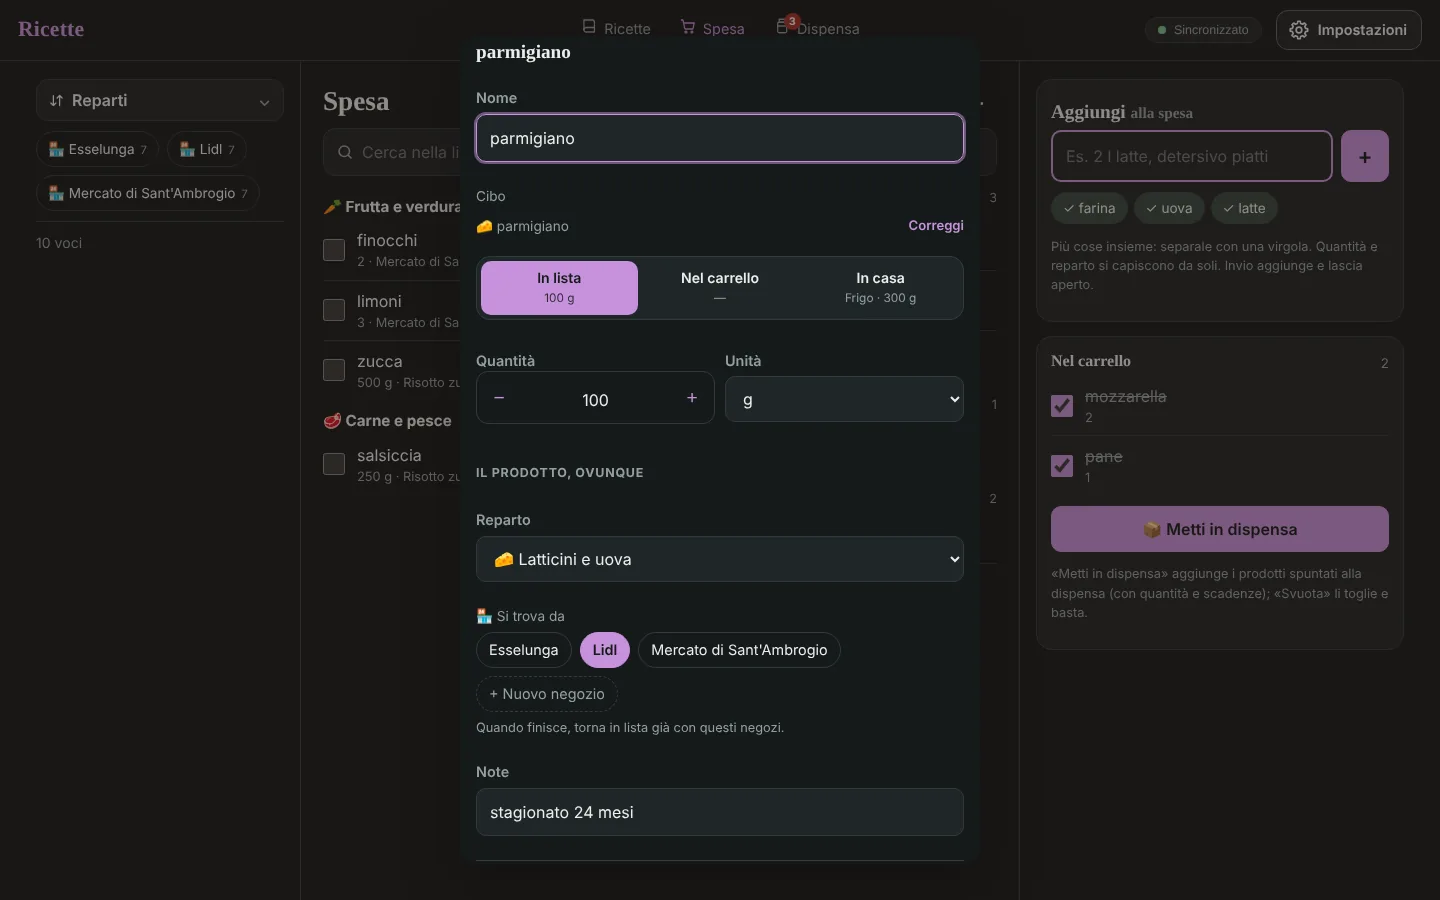 Ricette
Ricette
Spesa
3
Dispensa
Sincronizzato
Impostazioni
Reparti
Esselunga 7
Lidl 7
Mercato di Sant'Ambrogio 7
10 voci
Spesa
Cerca nella li
Frutta e verdura
3
finocchi
2 · Mercato di Sa
limoni
3 · Mercato di Sa
zucca
500 g · Risotto zu
Carne e pesce
1
salsiccia
250 g · Risotto zu
2
parmigiano
Nome
parmigiano
Cibo
parmigiano
Correggi
In lista
100 g
Nel carrello
—
In casa
Frigo · 300 g
Quantità
− 100 +
Unità
g
IL PRODOTTO, OVUNQUE
Reparto
Latticini e uova
Si trova da
Esselunga
Lidl
Mercato di Sant'Ambrogio
+ Nuovo negozio
Quando finisce, torna in lista già con questi negozi.
Note
stagionato 24 mesi
Aggiungi alla spesa
Es. 2 l latte, detersivo piatti
+
✓ farina
✓ uova
✓ latte
Più cose insieme: separale con una virgola. Quantità e
reparto si capiscono da soli. Invio aggiunge e lascia
aperto.
Nel carrello
2
mozzarella
2
pane
1
Metti in dispensa
«Metti in dispensa» aggiunge i prodotti spuntati alla
dispensa (con quantità e scadenze); «Svuota» li toglie e
basta.